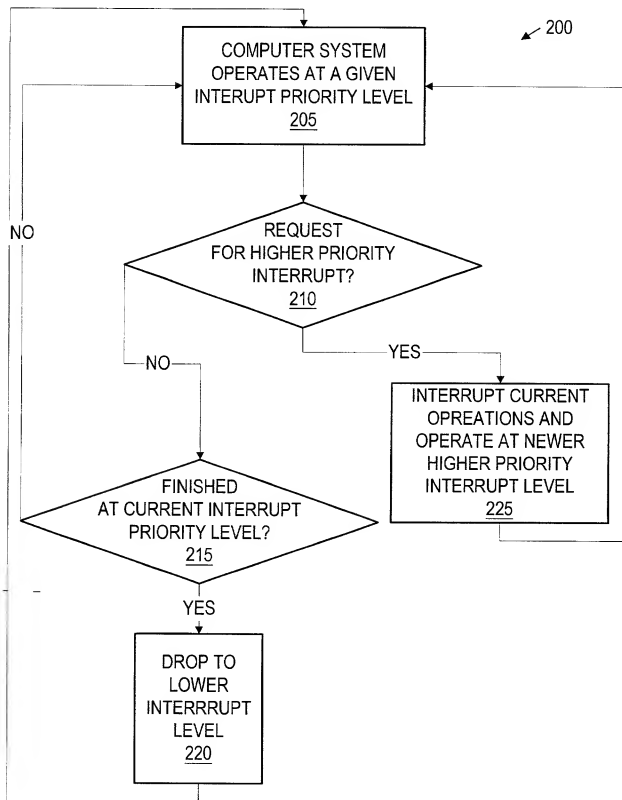 200
COMPUTER SYSTEM
OPERATES AT A GIVEN
INTERUPT PRIORITY LEVEL
205
NO
REQUEST
FOR HIGHER PRIORITY
INTERRUPT?
210
YES
NO
INTERRUPT CURRENT
OPREATIONS AND
OPERATE AT NEWER
HIGHER PRIORITY
INTERRUPT LEVEL
225
FINISHED
AT CURRENT INTERRUPT
PRIORITY LEVEL?
215
YES
DROP TO
LOWER
INTERRRUPT
LEVEL
220